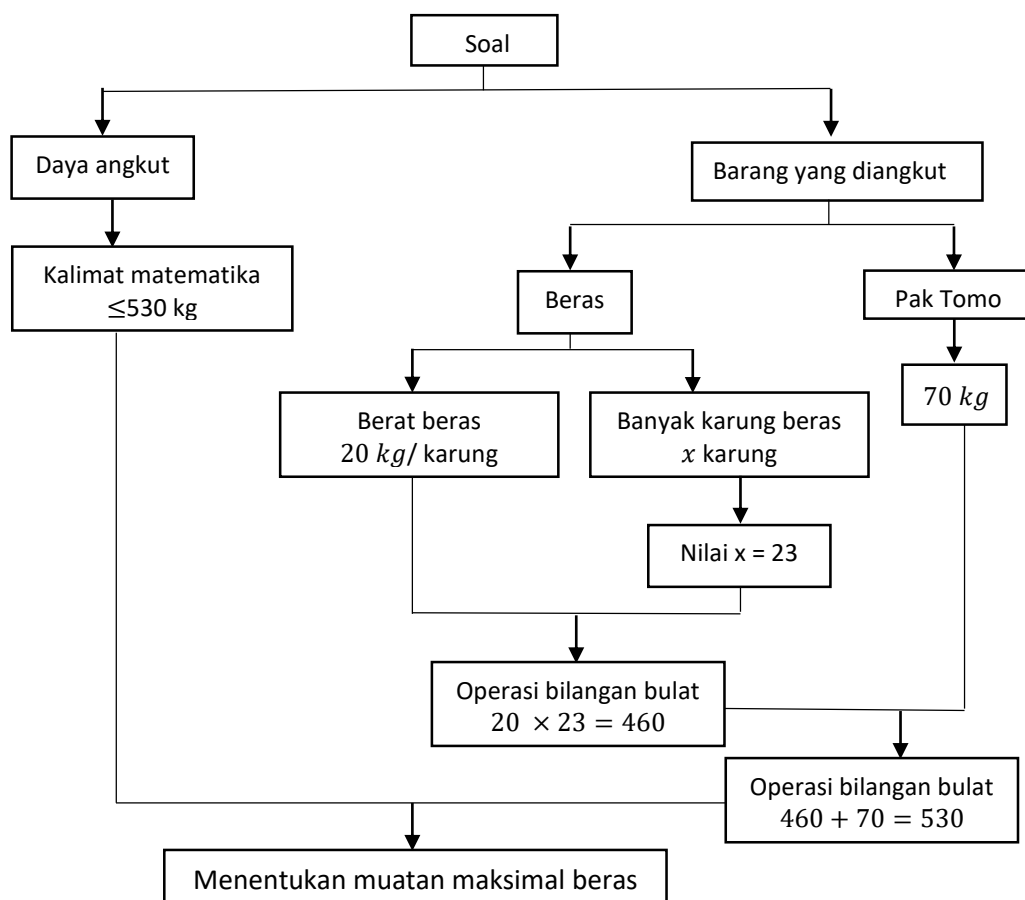 Soal
Daya angkut
Barang yang diangkut
Kalimat matematika
≤530 kg
Beras
Pak Tomo
Berat beras
20 kg/ karung
Banyak karung beras
x karung
70 kg
Nilai x = 23
Operasi bilangan bulat
20 × 23 = 460
Operasi bilangan bulat
460 + 70 = 530
Menentukan muatan maksimal beras